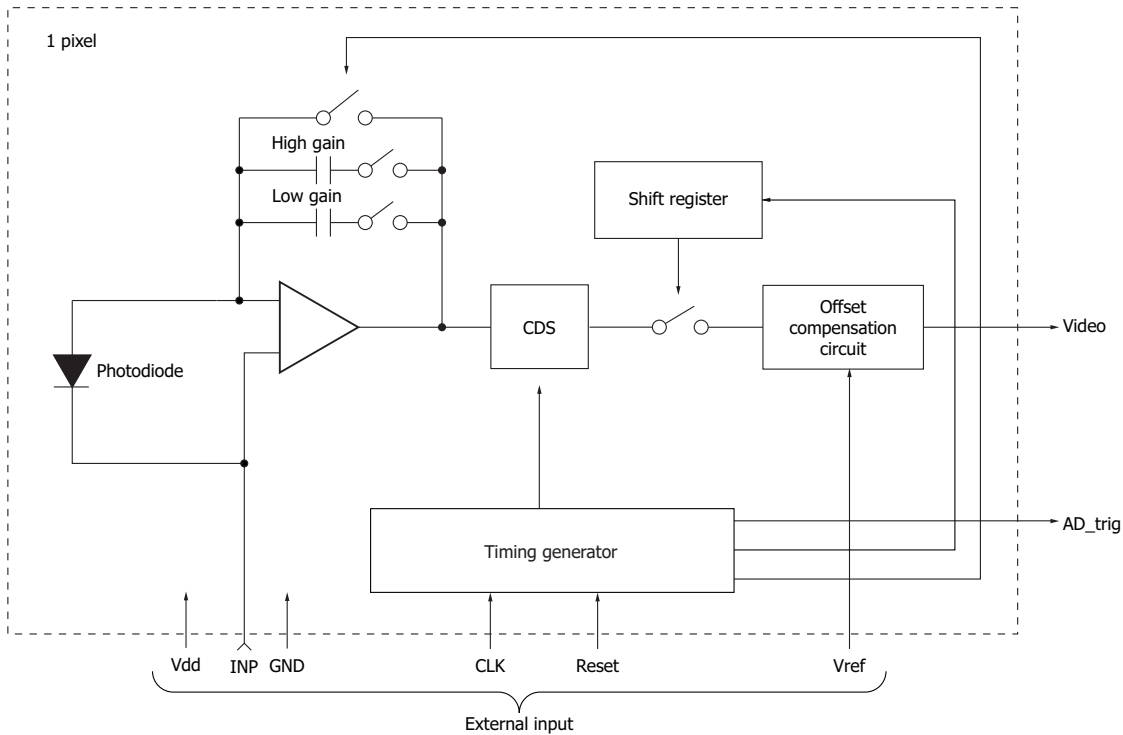 1 pixel
High gain
Low gain
Shift register
Photodiode
CDS
Offset
compensation
circuit
Video
Timing generator
AD_trig
Vdd
INP
GND
CLK
Reset
Vref
External input